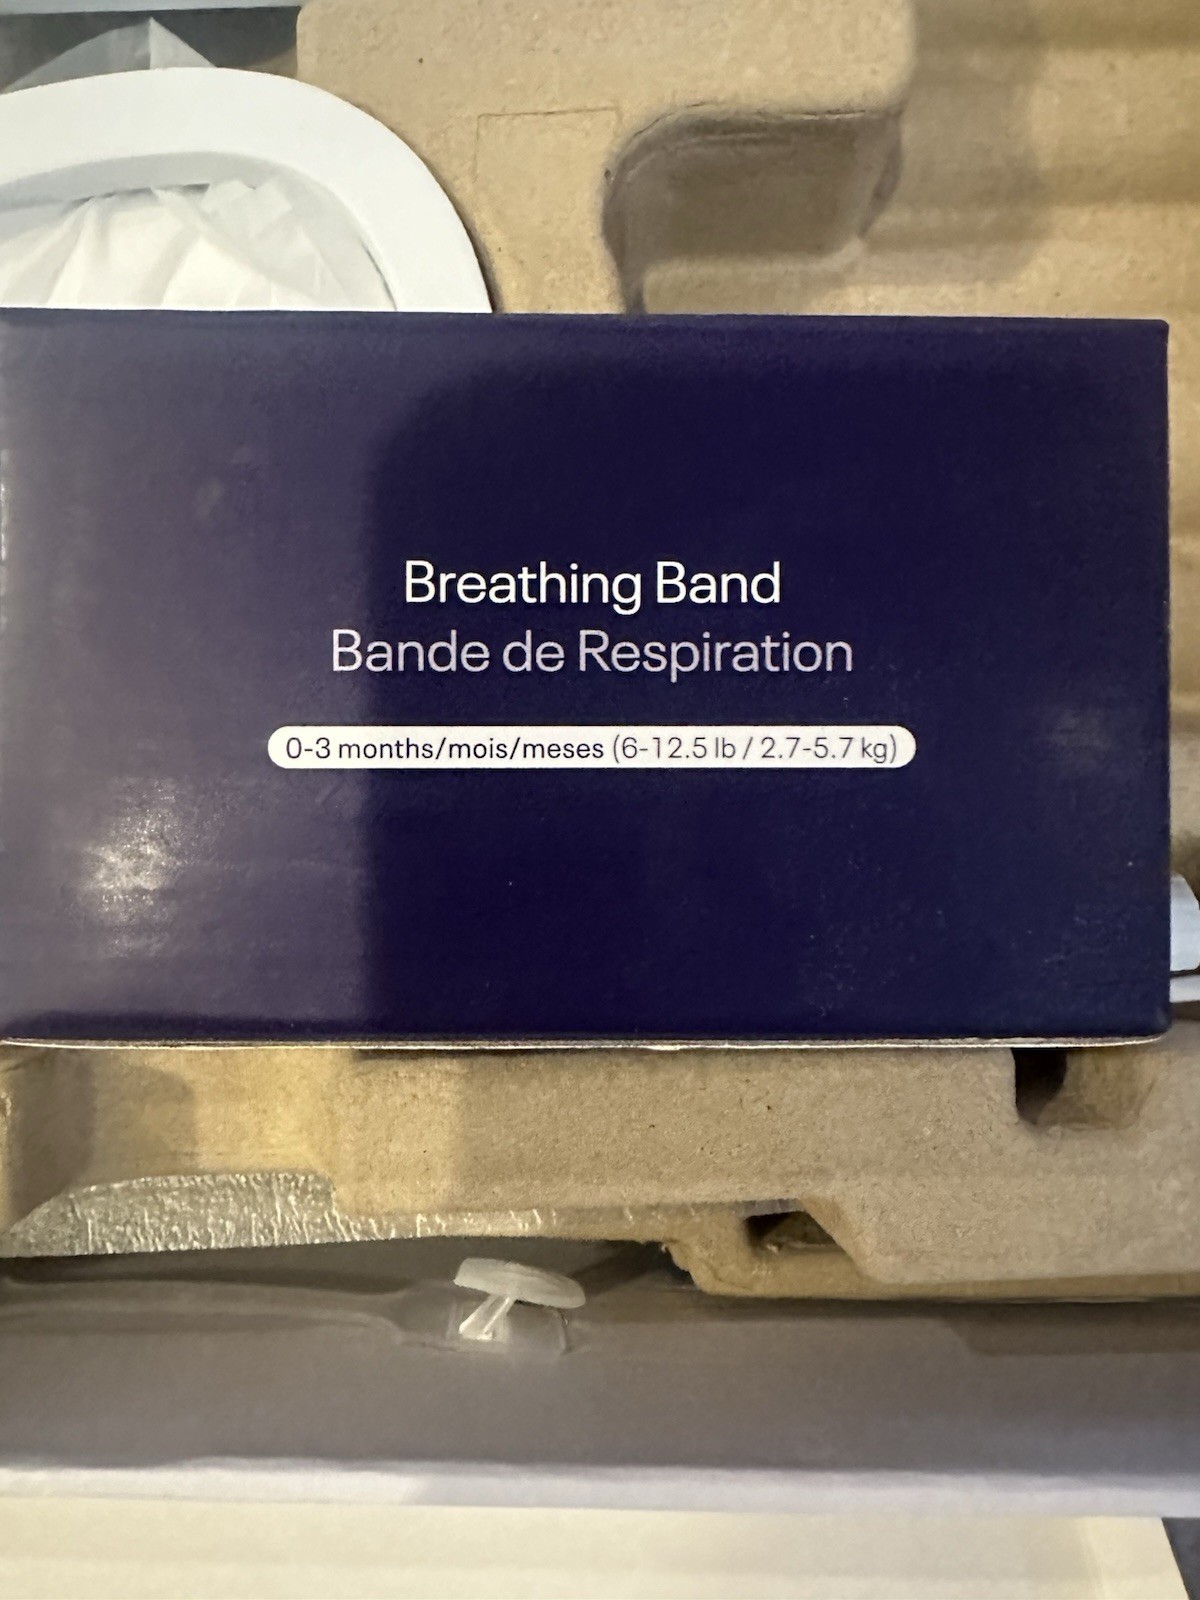 Breathing Band
Bande de Respiration
0-3 months/mois/meses (6-12.5 lb / 2.7-5.7 kg)